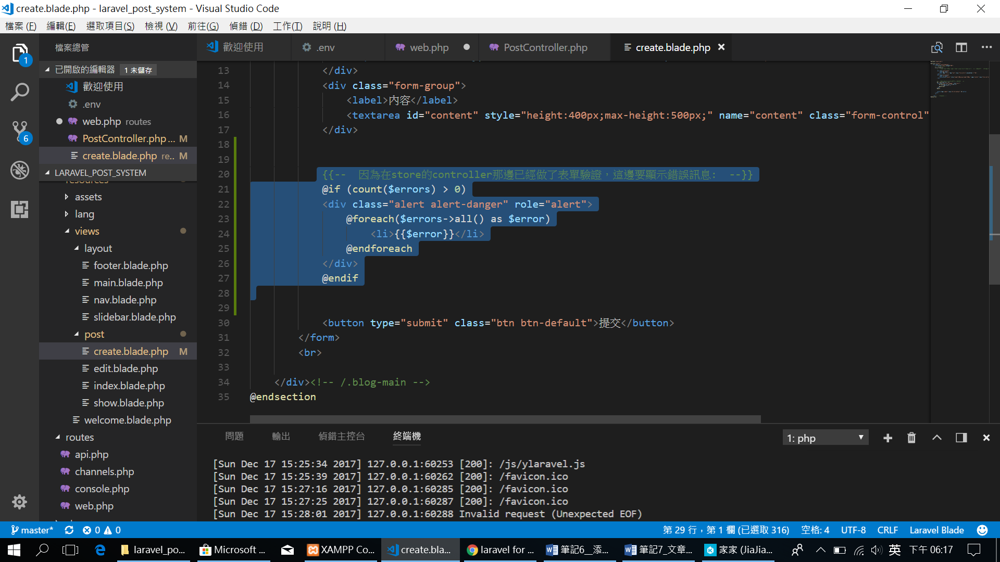 create.blade.php - laravel_post_system - Visual Studio Code
檔案 (F) 編輯(E) 選取項目(S) 檢視 (V) 前往(G) 偵錯 (D) 工作(T) 說明 (H)
檔案總管
歡迎使用 .env web.php PostController.php create.blade.php
1
已開啟的編輯器 1 未儲存
歡迎使用
.env
web.php routes
6
PostController.php ... M
create.blade.php re.. M
LARAVEL_POST_SYSTEM
resources
assets
lang
views
layout
footer.blade.php
main.blade.php
nav.blade.php
slidebar.blade.php
post
create.blade.php M
edit.blade.php
index.blade.php
show.blade.php
welcome.blade.php
routes
api.php
channels.php
console.php
web.php
13 </div>
14 <div class="form-group">
15 <label>內容</label>
16 <textarea id="content" style="height:400px;max-height:500px;" name="content" class="form-control"
17 </div>
18
19
20 {{-- 因為在store的controller那邊已經做了表單驗證，這邊要顯示錯誤訊息: --}}
21 @if (count($errors) > 0)
22 <div class="alert alert-danger" role="alert">
23 @foreach($errors->all() as $error)
24 <li>{{$error}}</li>
25 @endforeach
26 </div>
27 @endif
28
29
30 <button type="submit" class="btn btn-default">提交</button>
31 </form>
32 <br>
33
34 </div><!-- /.blog-main -->
35 @endsection
問題 輸出 偵錯主控台 終端機 1: php
[Sun Dec 17 15:25:34 2017] 127.0.0.1:60253 [200]: /js/ylaravel.js
[Sun Dec 17 15:25:39 2017] 127.0.0.1:60262 [200]: /favicon.ico
[Sun Dec 17 15:27:16 2017] 127.0.0.1:60285 [200]: /favicon.ico
[Sun Dec 17 15:27:25 2017] 127.0.0.1:60287 [200]: /favicon.ico
[Sun Dec 17 15:28:01 2017] 127.0.0.1:60288 Invalid request (Unexpected EOF)
master* 0 0 第 29 行，第 1 欄 (已選取 316) 空格: 4 UTF-8 CRLF Laravel Blade
laravel_po... Microsoft ... XAMPP Co... create.bla... laravel for ... 筆記6__添... 筆記7_文章... 家家 (JiaJia... 英 下午 06:17